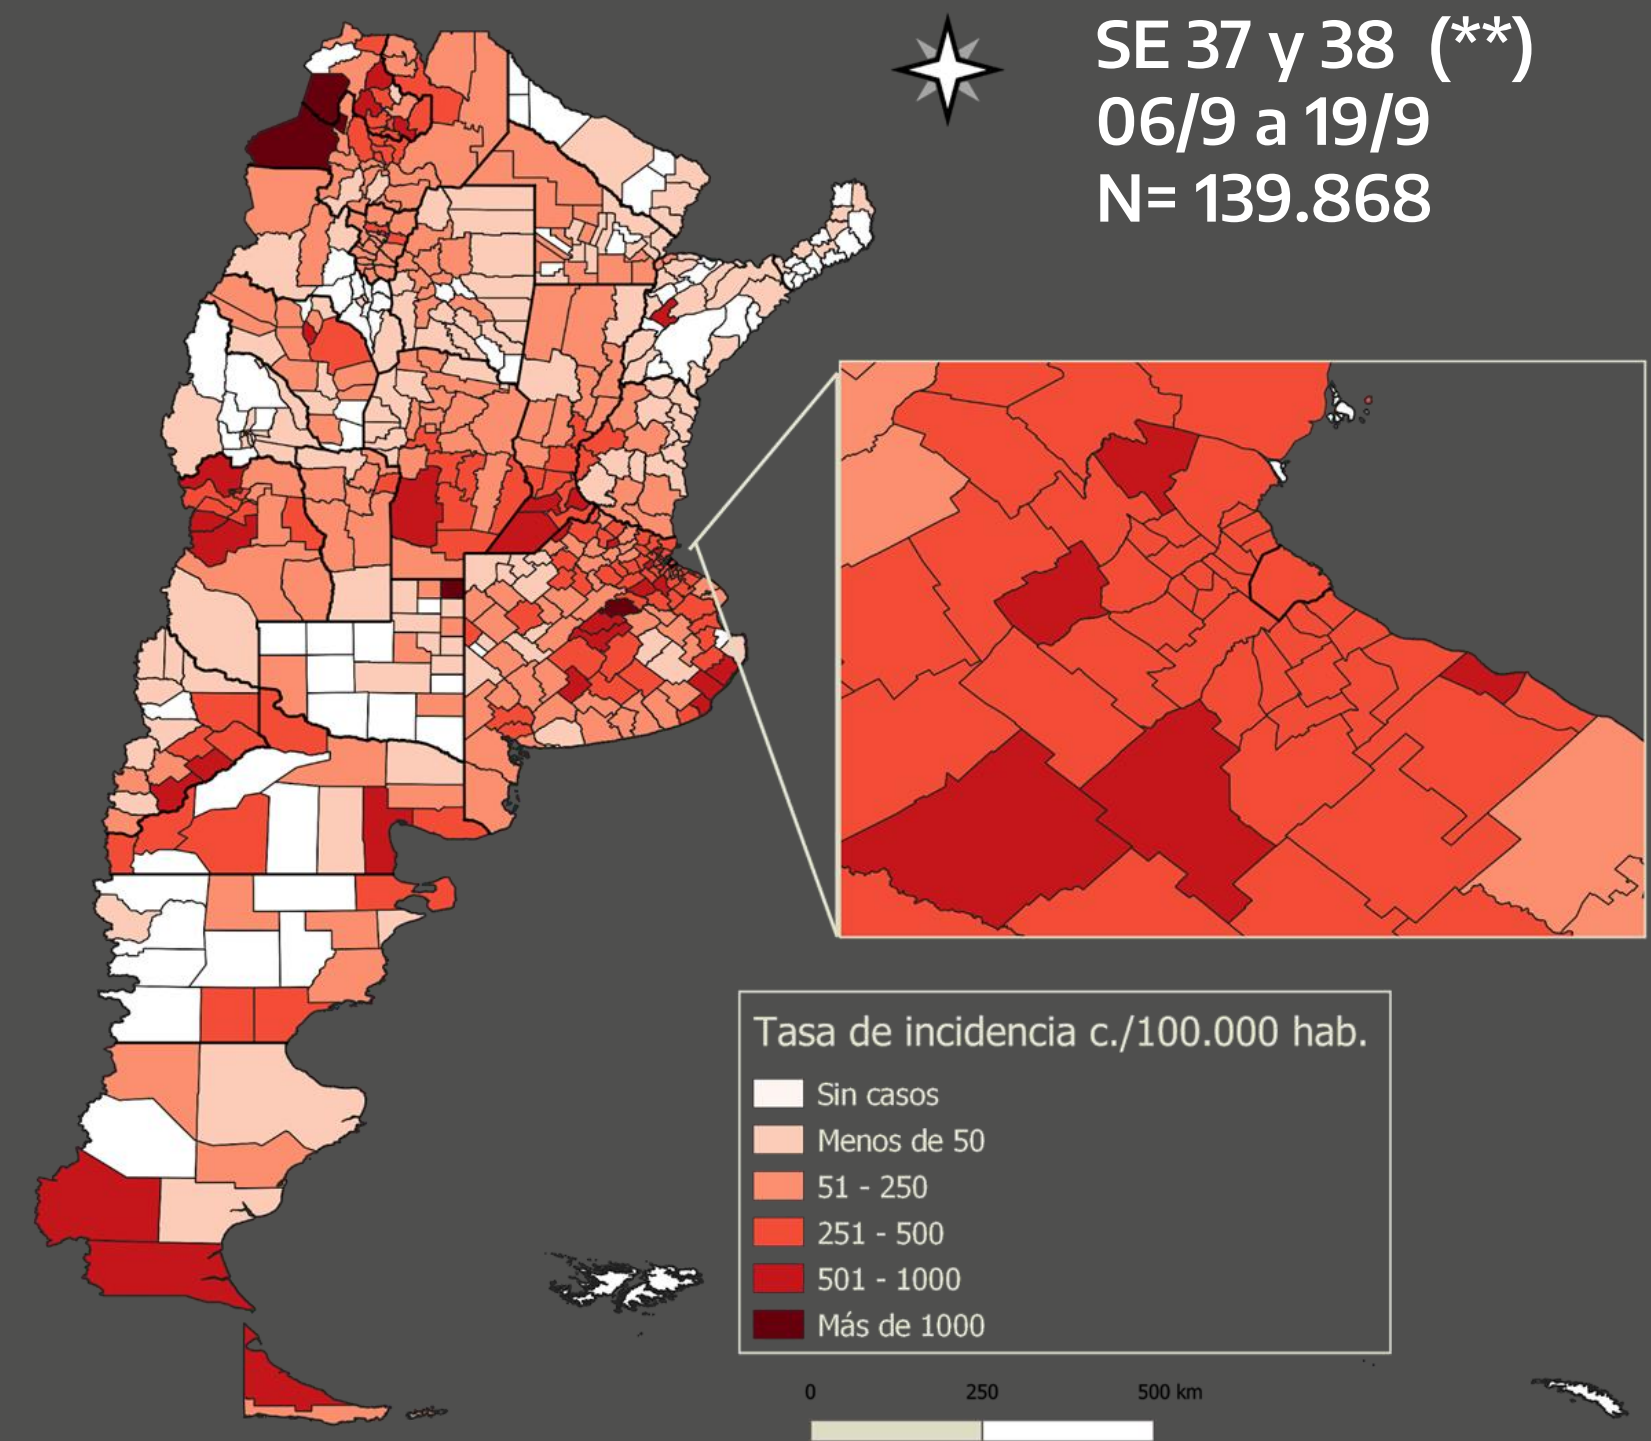 SE 37 y 38 (**)
06/9 a 19/9
N= 139.868
Tasa de incidencia c./100.000 hab.
Sin casos
Menos de 50
51 - 250
251 - 500
501 - 1000
Más de 1000
0 250 500 km